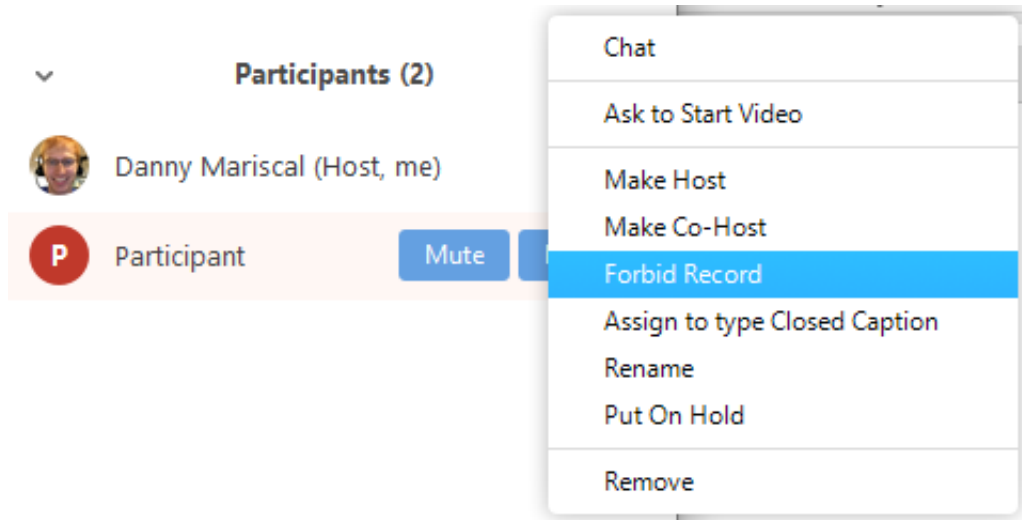 Participants (2)
Danny Mariscal (Host, me)
P Participant Mute
Chat
Ask to Start Video
Make Host
Make Co-Host
Forbid Record
Assign to type Closed Caption
Rename
Put On Hold
Remove